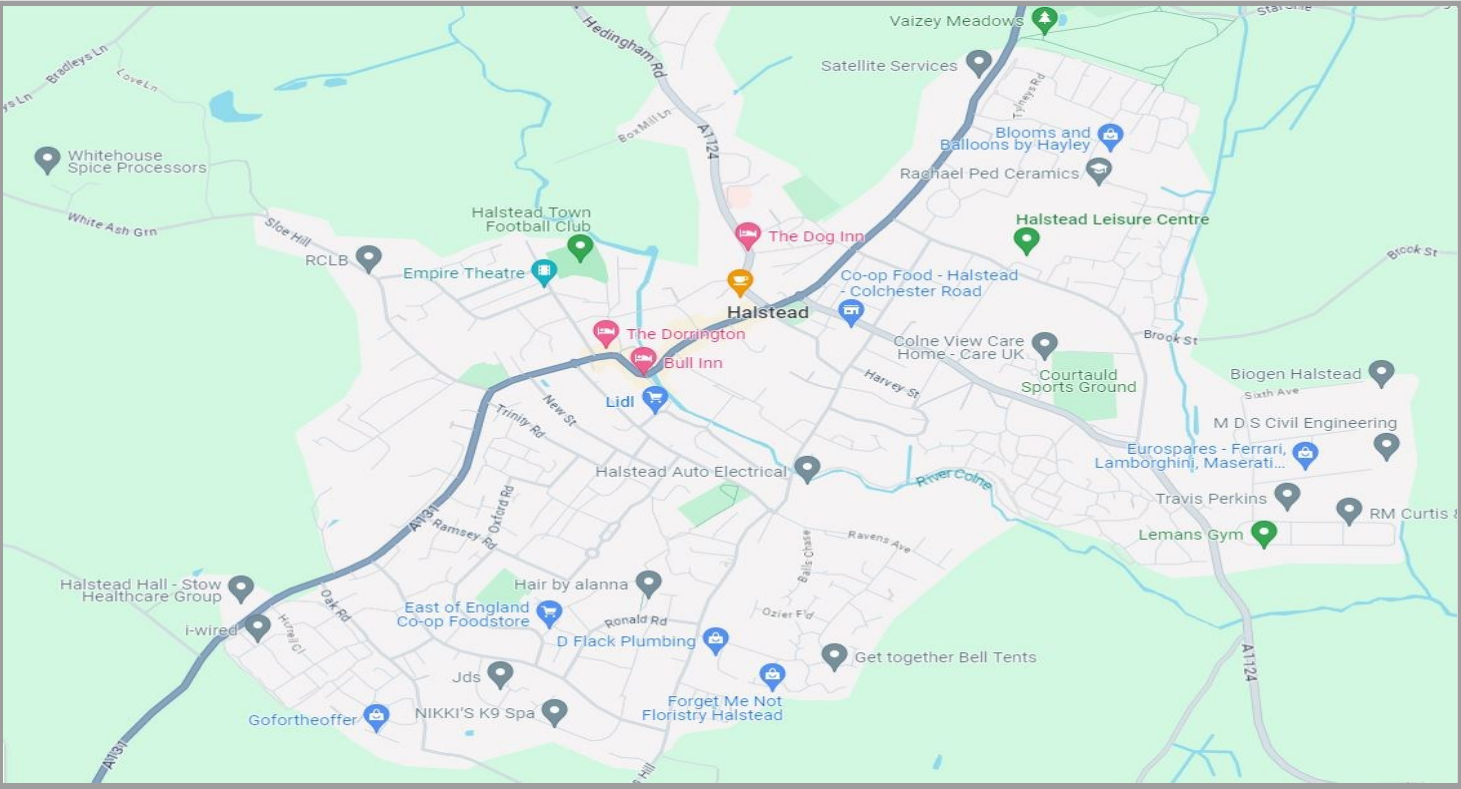 Vaizey Meadows
Hedingham Rd
Bradleys Ln
Love Ln
Satellite Services
Tylneys Rd
ys Ln
Box Mill Ln
A1124
Blooms and
Balloons by Hayley
Whitehouse
Spice Processors
Rachael Ped Ceramics
White Ash Grn
Sloe Hill
Halstead Town
Football Club
Halstead Leisure Centre
The Dog Inn
RCLB
Empire Theatre
Co-op Food - Halstead
- Colchester Road
Brook St
Halstead
The Dorrington
Bull Inn
Colne View Care
Home - Care UK
Brook St
Courtauld
Sports Ground
Biogen Halstead
Harvey St
Sixth Ave
Lidl
New St
Trinity Rd
M D S Civil Engineering
Eurospares - Ferrari,
Lamborghini, Maserati...
Halstead Auto Electrical
River Colne
Travis Perkins
RM Curtis &
Oxford Rd
A131
Ramsey Rd
Ravens Ave
Balls Chase
Lemans Gym
Halstead Hall - Stow
Healthcare Group
Hair by alanna
Oak Rd
East of England
Co-op Foodstore
Ronald Rd
Ozier F'd
i-wired
Hurrell Cl
D Flack Plumbing
Get together Bell Tents
A1124
Jds
Forget Me Not
Floristry Halstead
Gofortheoffer
NIKKI'S K9 Spa
A131
s Hill